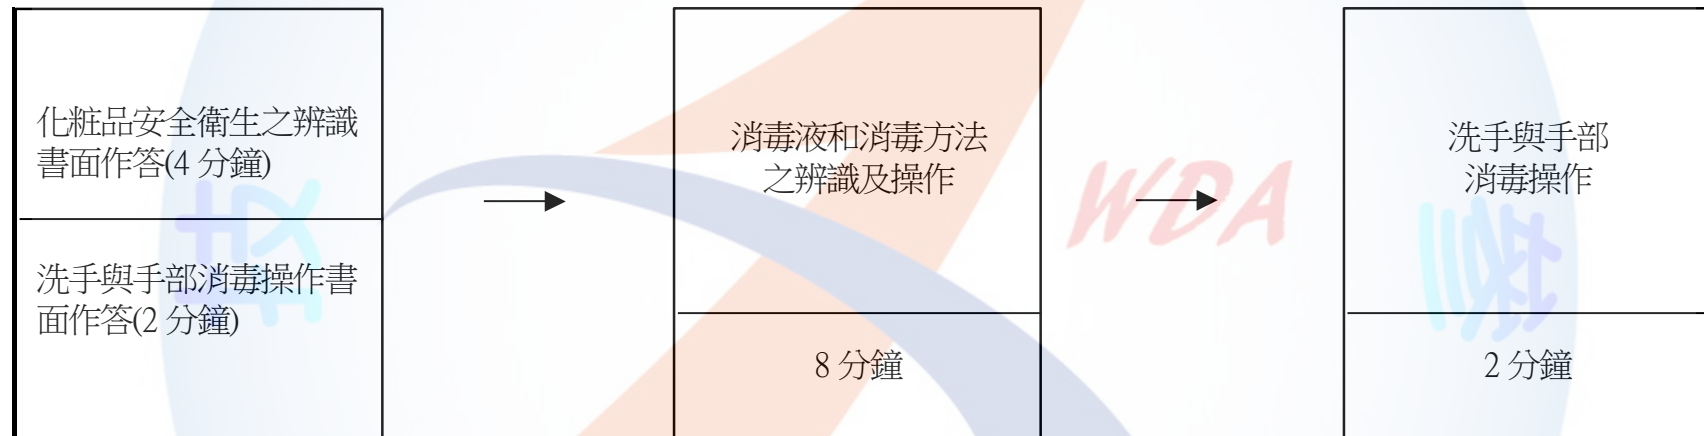 化粧品安全衛生之辨識
書面作答(4 分鐘)
洗手與手部消毒操作書
面作答(2 分鐘)
消毒液和消毒方法
之辨識及操作
8 分鐘
WDA
洗手與手部
消毒操作
2 分鐘